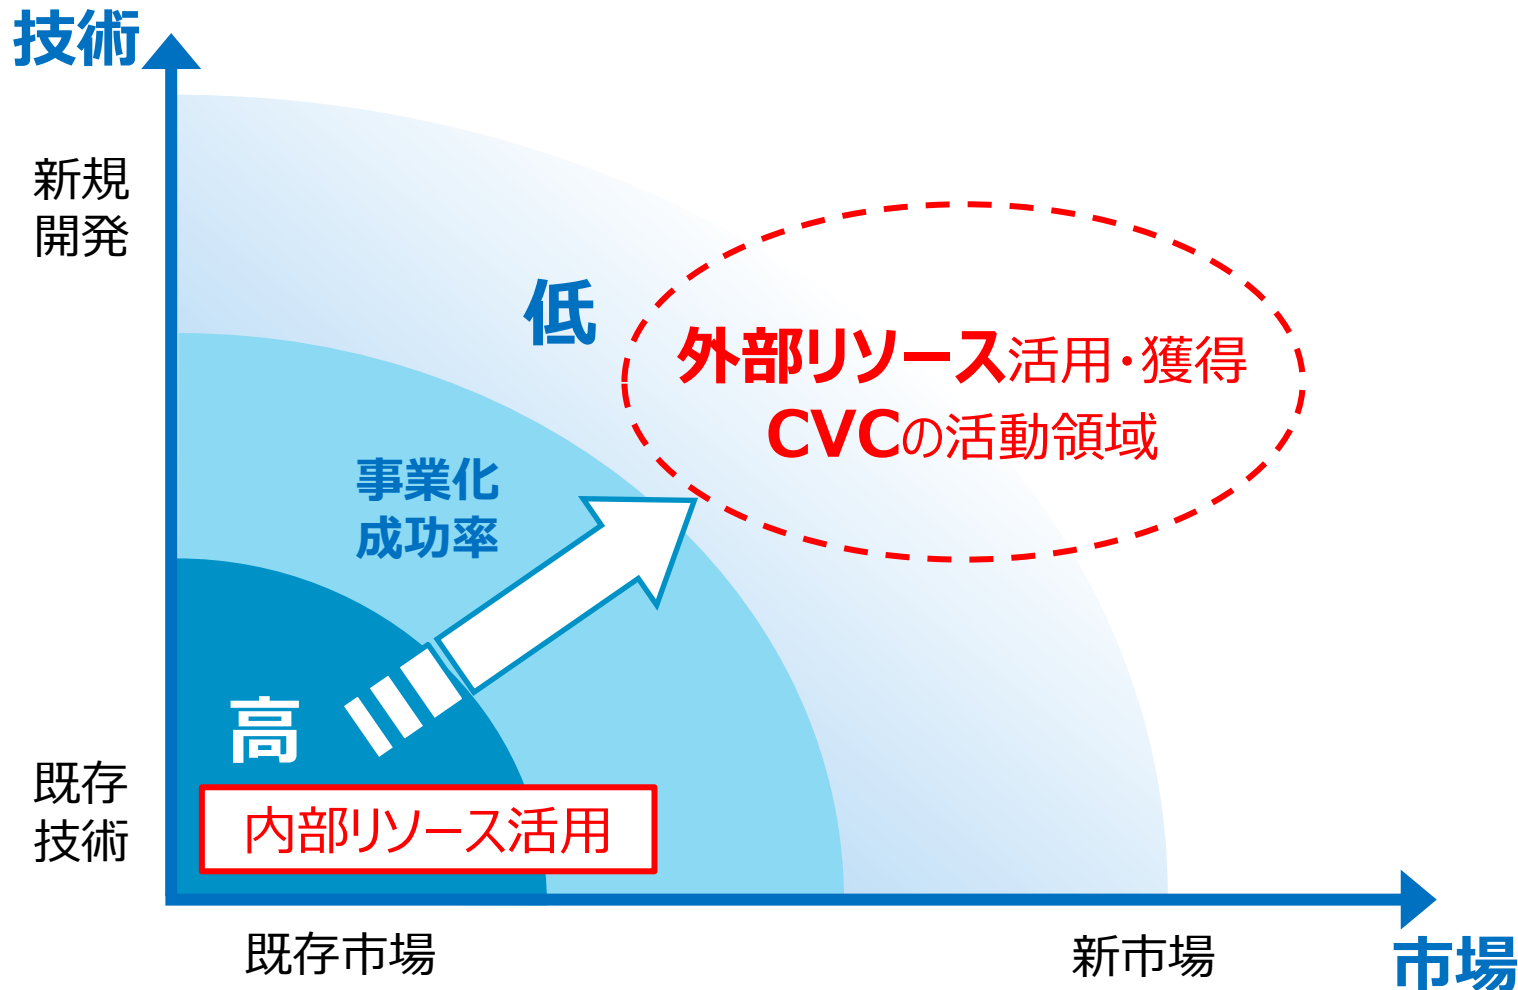 技術
新規
開発
低
外部リソース活用・獲得
CVCの活動領域
事業化
成功率
高
内部リソース活用
既存
技術
既存市場
新市場
市場